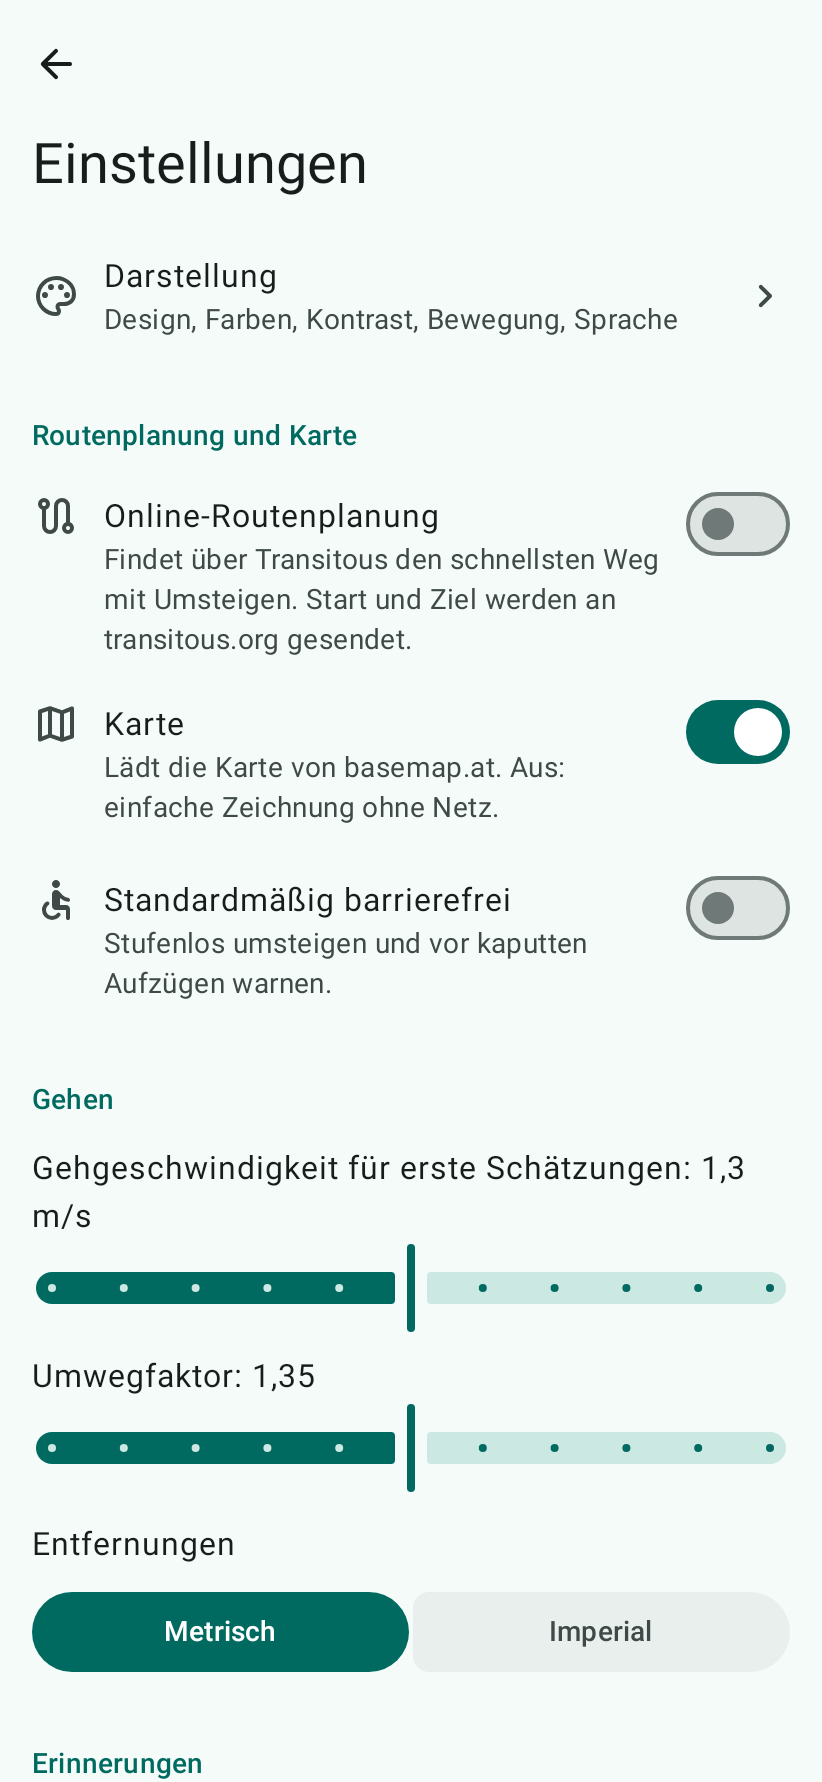 Einstellungen
Darstellung
Design, Farben, Kontrast, Bewegung, Sprache
Routenplanung und Karte
Online-Routenplanung
Findet über Transitous den schnellsten Weg
mit Umsteigen. Start und Ziel werden an
transitous.org gesendet.
Karte
Lädt die Karte von basemap.at. Aus:
einfache Zeichnung ohne Netz.
Standardmäßig barrierefrei
Stufenlos umsteigen und vor kaputten
Aufzügen warnen.
Gehen
Gehgeschwindigkeit für erste Schätzungen: 1,3
m/s
Umwegfaktor: 1,35
Entfernungen
Metrisch
Imperial
Erinnerungen